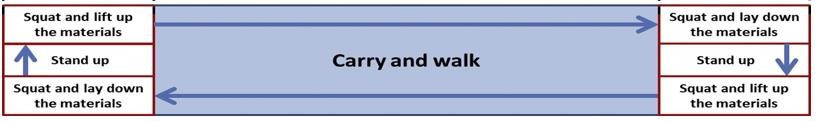 Squat and lift up
the materials
Stand up
Squat and lay down
the materials
Carry and walk
Squat and lay down
the materials
Stand up
Squat and lift up
the materials